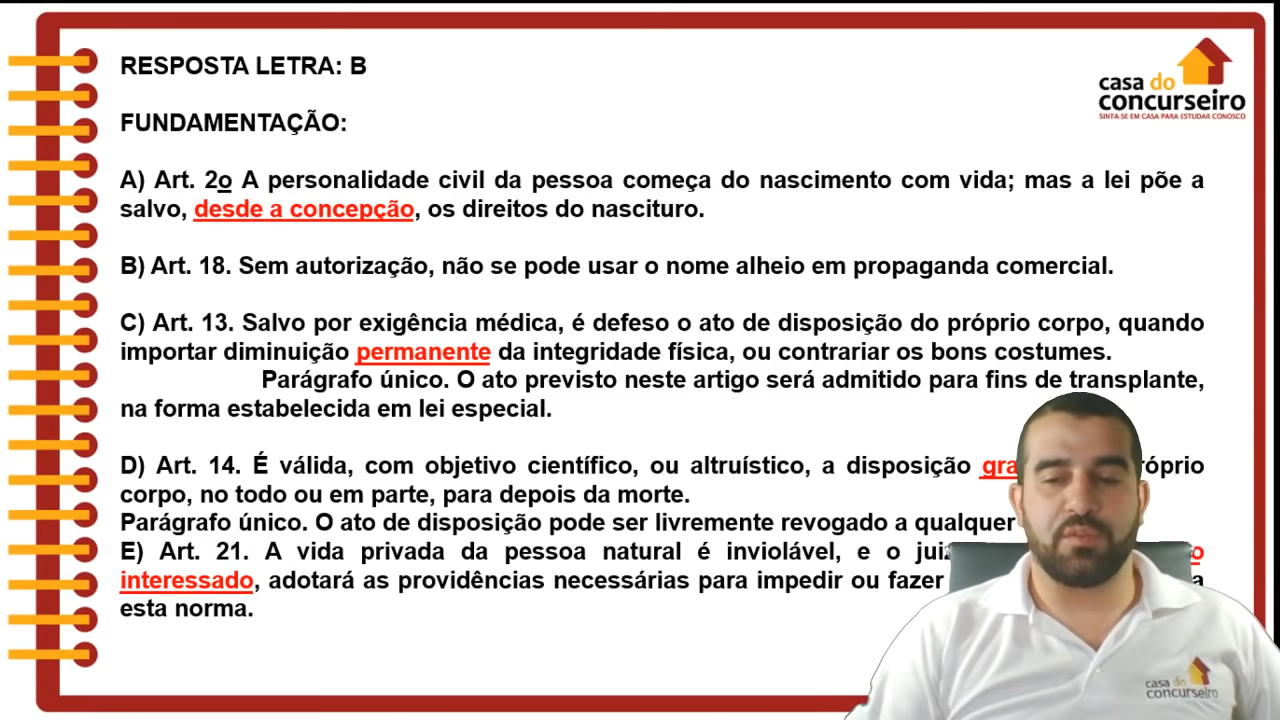 RESPOSTA LETRA: B
casa do
concurseiro
SINTA-SE EM CASA PARA ESTUDAR CONOSCO
FUNDAMENTAÇÃO:
A) Art. 2o A personalidade civil da pessoa começa do nascimento com vida; mas a lei põe a
salvo, desde a concepção, os direitos do nascituro.
B) Art. 18. Sem autorização, não se pode usar o nome alheio em propaganda comercial.
C) Art. 13. Salvo por exigência médica, é defeso o ato de disposição do próprio corpo, quando
importar diminuição permanente da integridade física, ou contrariar os bons costumes.
Parágrafo único. O ato previsto neste artigo será admitido para fins de transplante,
na forma estabelecida em lei especial.
D) Art. 14. É válida, com objetivo científico, ou altruístico, a disposição gra róprio
corpo, no todo ou em parte, para depois da morte.
Parágrafo único. O ato de disposição pode ser livremente revogado a qualquer
E) Art. 21. A vida privada da pessoa natural é inviolável, e o jui o
interessado, adotará as providências necessárias para impedir ou fazer a
esta norma.
casa do
concurseiro